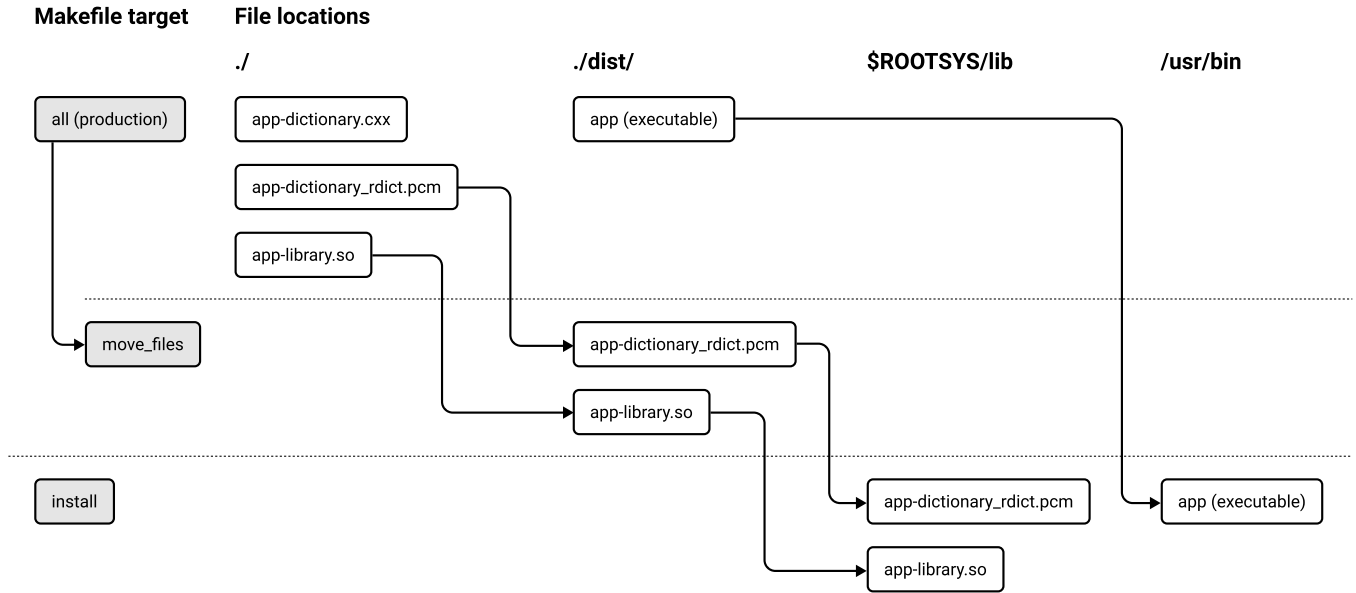 Makefile target
File locations
./
./dist/
$ROOTSYS/lib
/usr/bin
all (production)
app-dictionary.cxx
app (executable)
app-dictionary_rdict.pcm
app-library.so
move_files
app-dictionary_rdict.pcm
app-library.so
install
app-dictionary_rdict.pcm
app (executable)
app-library.so